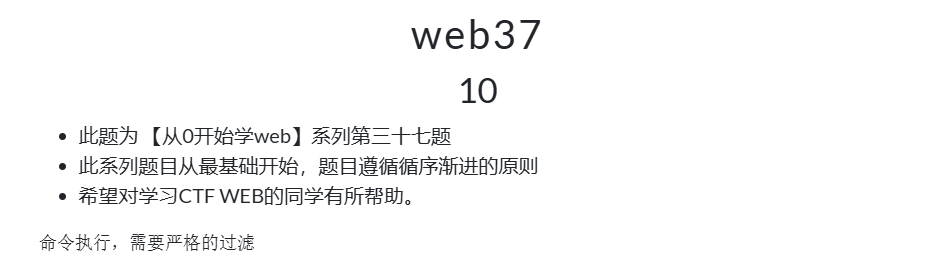 web37
10
此题为 【从0开始学web】系列第三十七题
此系列题目从最基础开始，题目遵循循序渐进的原则
希望对学习CTF WEB的同学有所帮助。
命令执行，需要严格的过滤